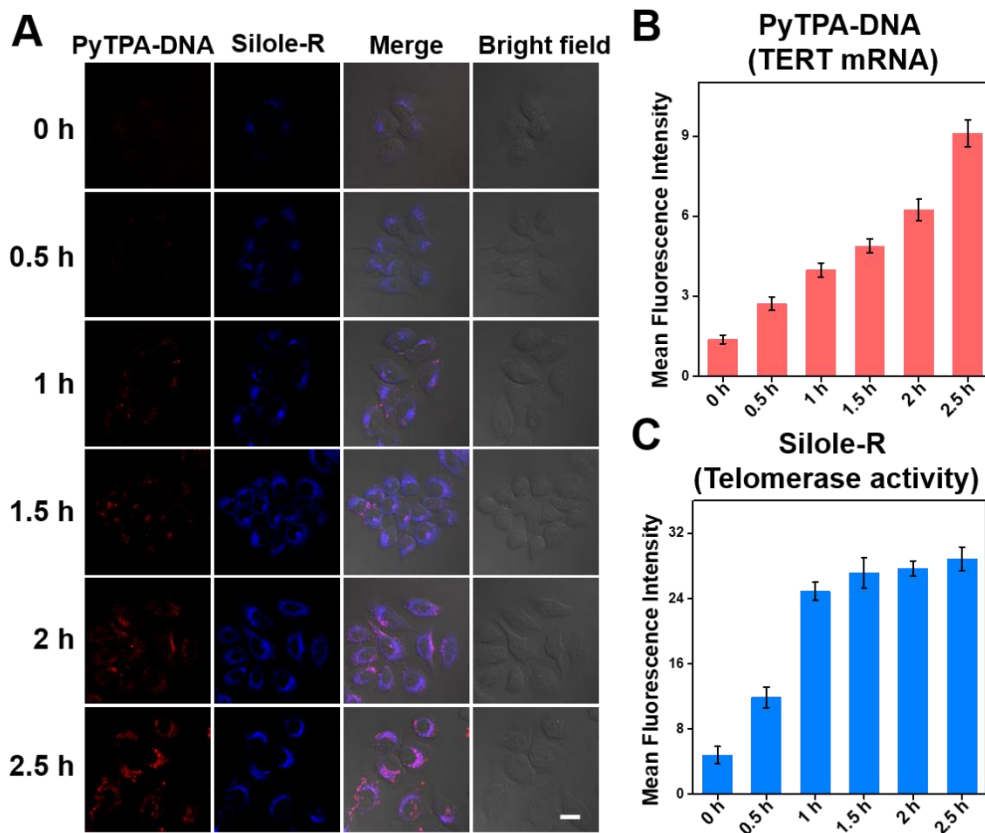 A
PyTPA-DNA Silole-R Merge Bright field
0 h
0.5 h
1 h
1.5 h
2 h
2.5 h
B
PyTPA-DNA
(TERT mRNA)
Mean Fluorescence Intensity
9
6
3
0
0 h 0.5 h 1 h 1.5 h 2 h 2.5 h
C
Silole-R
(Telomerase activity)
Mean Fluorescence Intensity
32
24
16
8
0
0 h 0.5 h 1 h 1.5 h 2 h 2.5 h